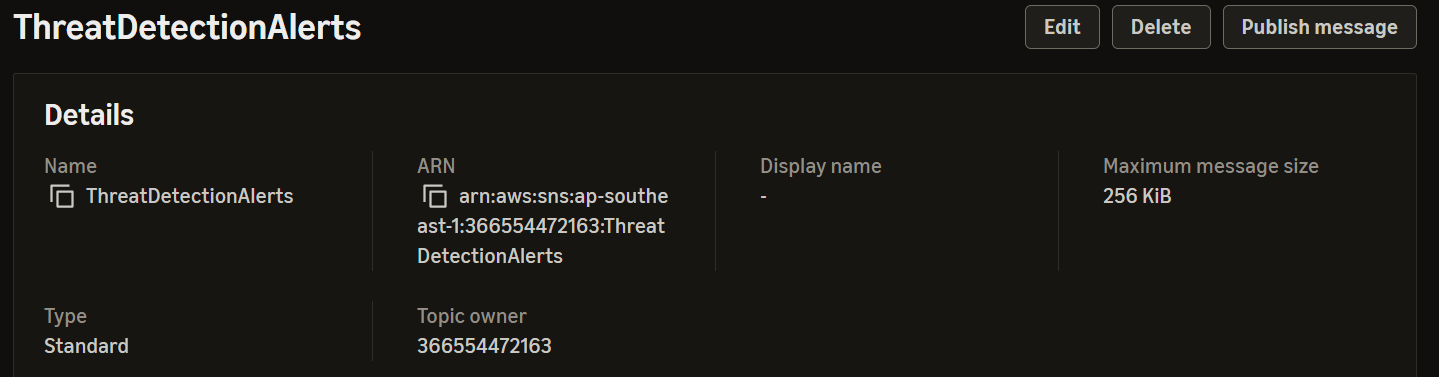 ThreatDetectionAlerts
Edit
Delete
Publish message
Details
Name
ThreatDetectionAlerts
ARN
arn:aws:sns:ap-southe
ast-1:366554472163:Threat
DetectionAlerts
Display name
-
Maximum message size
256 KiB
Type
Standard
Topic owner
366554472163